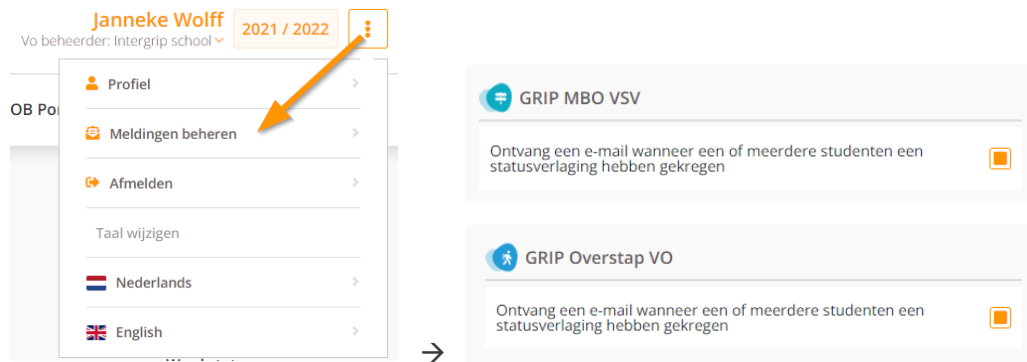 Janneke Wolff
Vo beheerder: Intergrip school
2021 / 2022
OB Po
Profiel
Meldingen beheren
Afmelden
Taal wijzigen
Nederlands
English
GRIP MBO VSV
Ontvang een e-mail wanneer een of meerdere studenten een
statusverlaging hebben gekregen
GRIP Overstap VO
Ontvang een e-mail wanneer een of meerdere studenten een
statusverlaging hebben gekregen